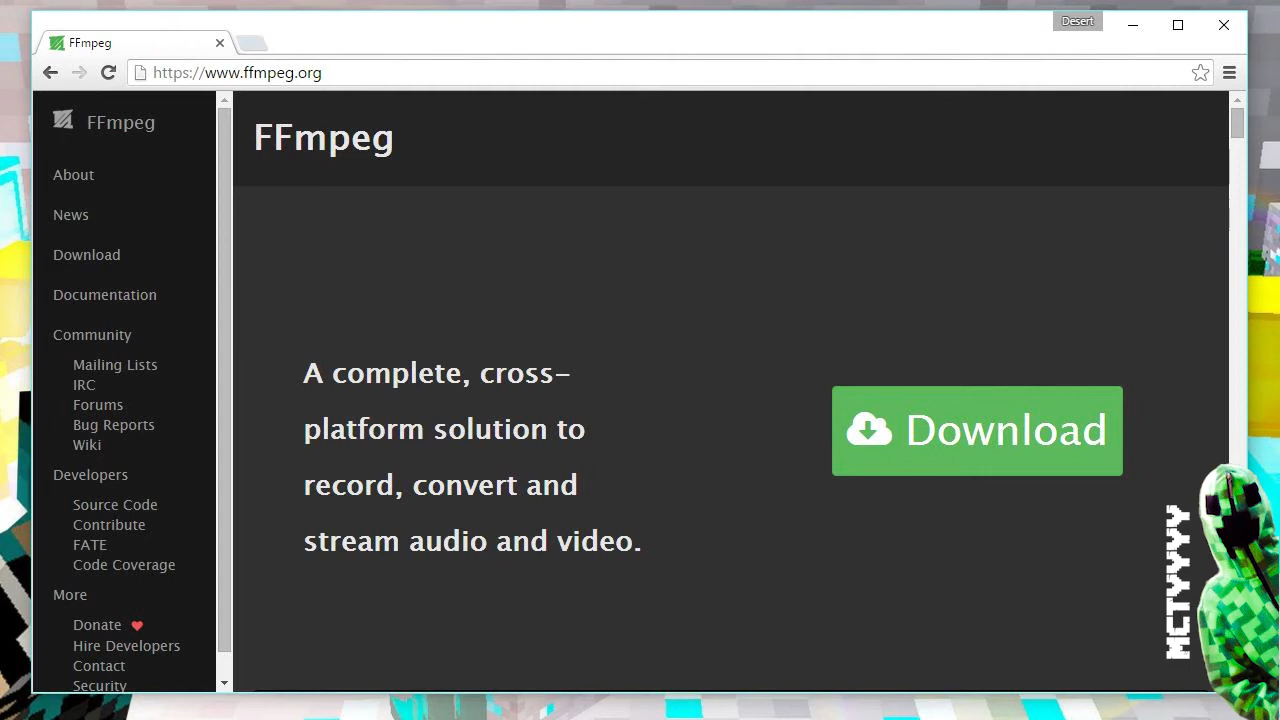 Desert
FFmpeg
https://www.ffmpeg.org
FFmpeg
About
News
Download
Documentation
Community
Mailing Lists
IRC
Forums
Bug Reports
Wiki
Developers
Source Code
Contribute
FATE
Code Coverage
More
Donate
Hire Developers
Contact
Security
FFmpeg
A complete, cross-
platform solution to
record, convert and
stream audio and video.
Download
MCTYYYY